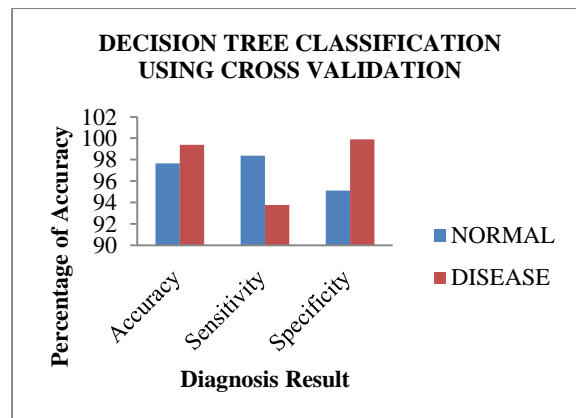 DECISION TREE CLASSIFICATION
USING CROSS VALIDATION
Percentage of Accuracy
102
100
98
96
94
92
90
Accuracy
Sensitivity
Specificity
Diagnosis Result
NORMAL
DISEASE